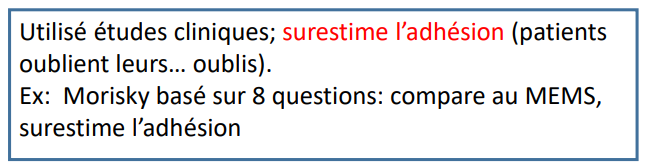 Utilisé études cliniques; surestime l’adhésion (patients
oublient leurs… oublis).
Ex:  Morisky basé sur 8 questions: compare au MEMS,
surestime l’adhésion